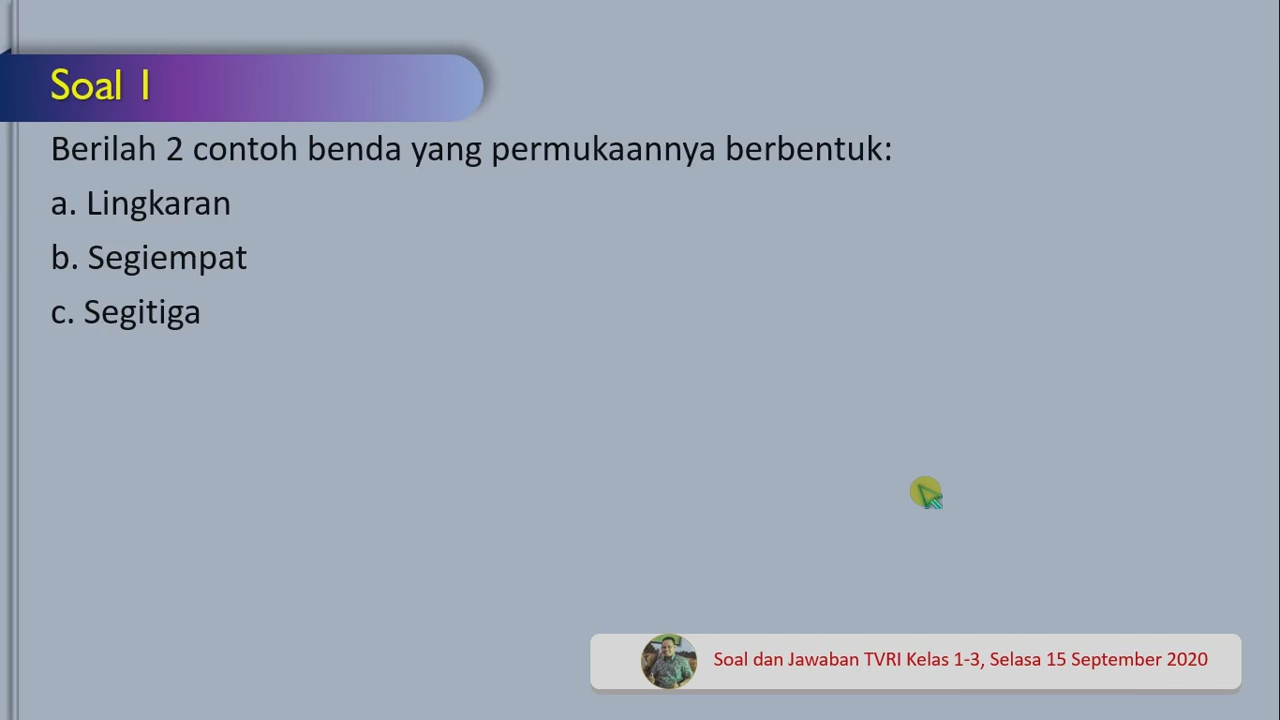 Soal 1
Berilah 2 contoh benda yang permukaannya berbentuk:
a. Lingkaran
b. Segiempat
c. Segitiga
Soal dan Jawaban TVRI Kelas 1-3, Selasa 15 September 2020